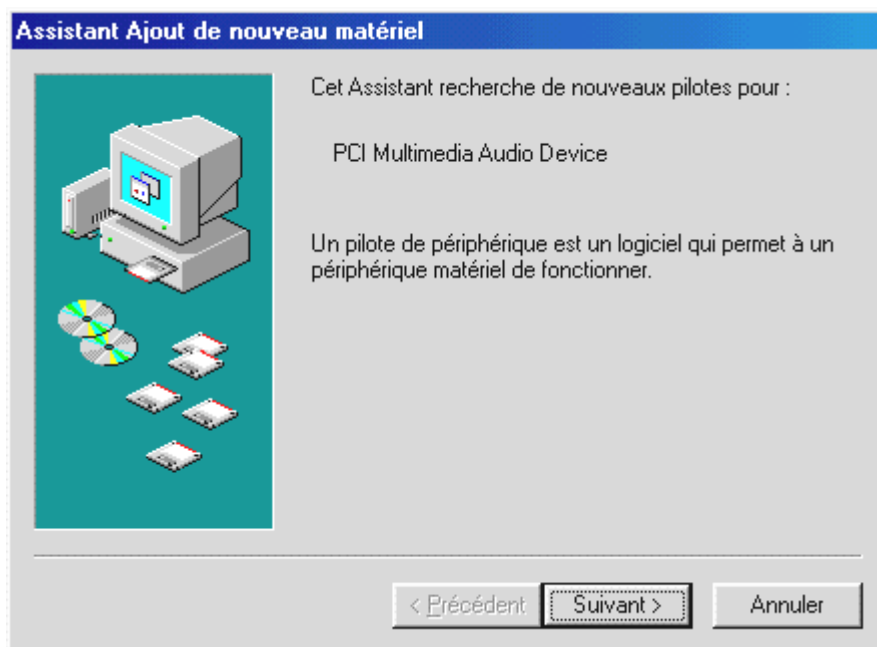 Assistant Ajout de nouveau matériel
Cet Assistant recherche de nouveaux pilotes pour :
PCI Multimedia Audio Device
Un pilote de périphérique est un logiciel qui permet à un
périphérique matériel de fonctionner.
< Précédent
Suivant >
Annuler